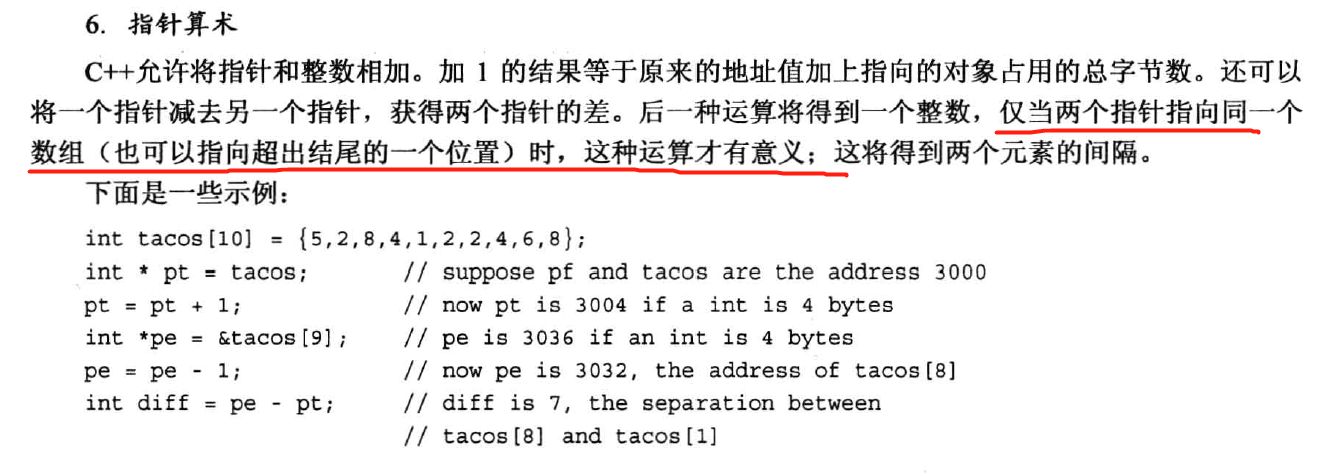 6. 指针算术
C++允许将指针和整数相加。加 1 的结果等于原来的地址值加上指向的对象占用的总字节数。还可以
将一个指针减去另一个指针，获得两个指针的差。后一种运算将得到一个整数，仅当两个指针指向同一个
数组（也可以指向超出结尾的一个位置）时，这种运算才有意义；这将得到两个元素的间隔。
下面是一些示例：
int tacos[10] = {5,2,8,4,1,2,2,4,6,8};
int * pt = tacos; // suppose pf and tacos are the address 3000
pt = pt + 1; // now pt is 3004 if a int is 4 bytes
int *pe = &tacos[9]; // pe is 3036 if an int is 4 bytes
pe = pe - 1; // now pe is 3032, the address of tacos[8]
int diff = pe - pt; // diff is 7, the separation between
// tacos[8] and tacos[1]